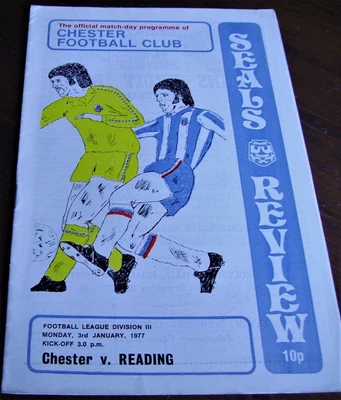 The official match-day programme of
CHESTER
FOOTBALL CLUB
SEALS REVIEW
10p
FOOTBALL LEAGUE DIVISION III
MONDAY, 3rd JANUARY, 1977
KICK-OFF 3.0 p.m.
Chester v. READING